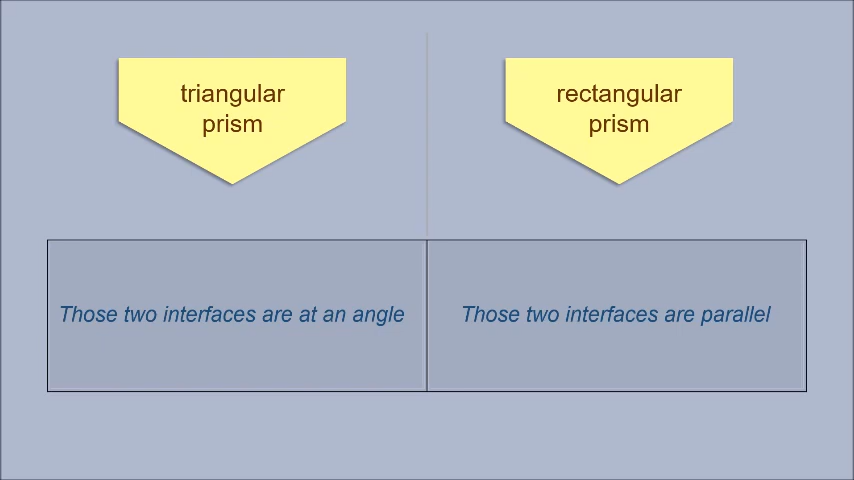 triangular
prism
rectangular
prism
Those two interfaces are at an angle
Those two interfaces are parallel